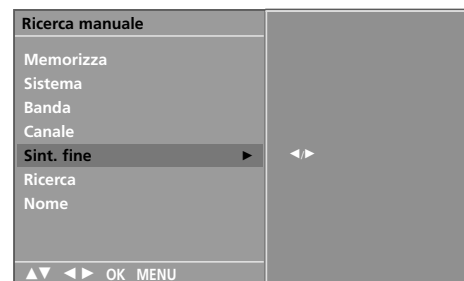 Ricerca manuale
Memorizza
Sistema
Banda
Canale
Sint. fine ► ◄/►
Ricerca
Nome
▲▼ ◄► OK MENU